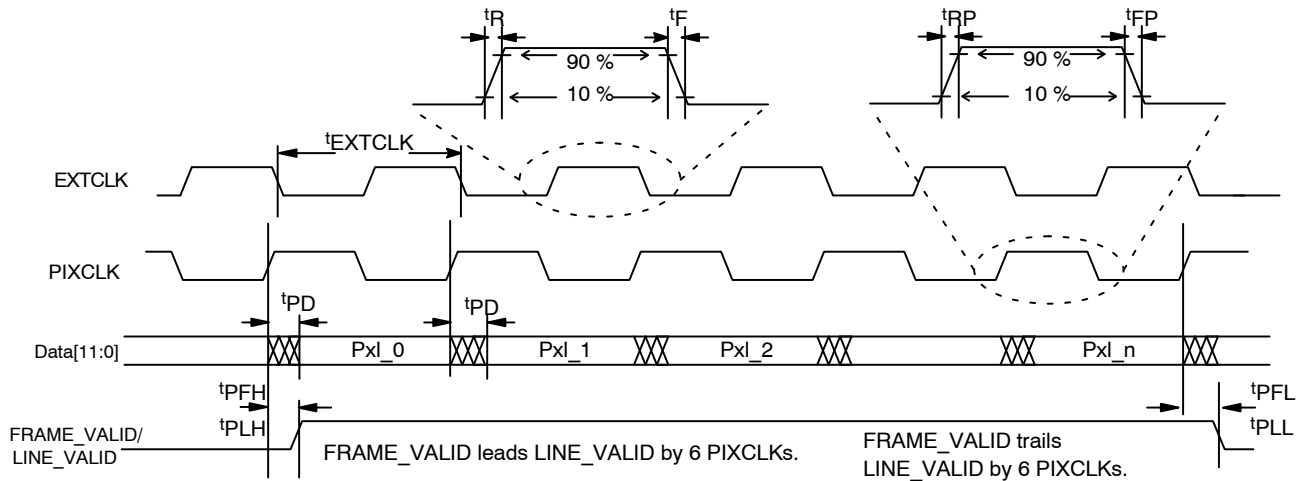 tR
tF
tRP
tFP
90 %
90 %
10 %
10 %
tEXTCLK
EXTCLK
PIXCLK
tPD
tPD
Data[11:0]
Pxl_0
Pxl_1
Pxl_2
Pxl_n
tPFH
tPLH
tPFL
tPLL
FRAME_VALID/
LINE_VALID
FRAME_VALID leads LINE_VALID by 6 PIXCLKs.
FRAME_VALID trails
LINE_VALID by 6 PIXCLKs.